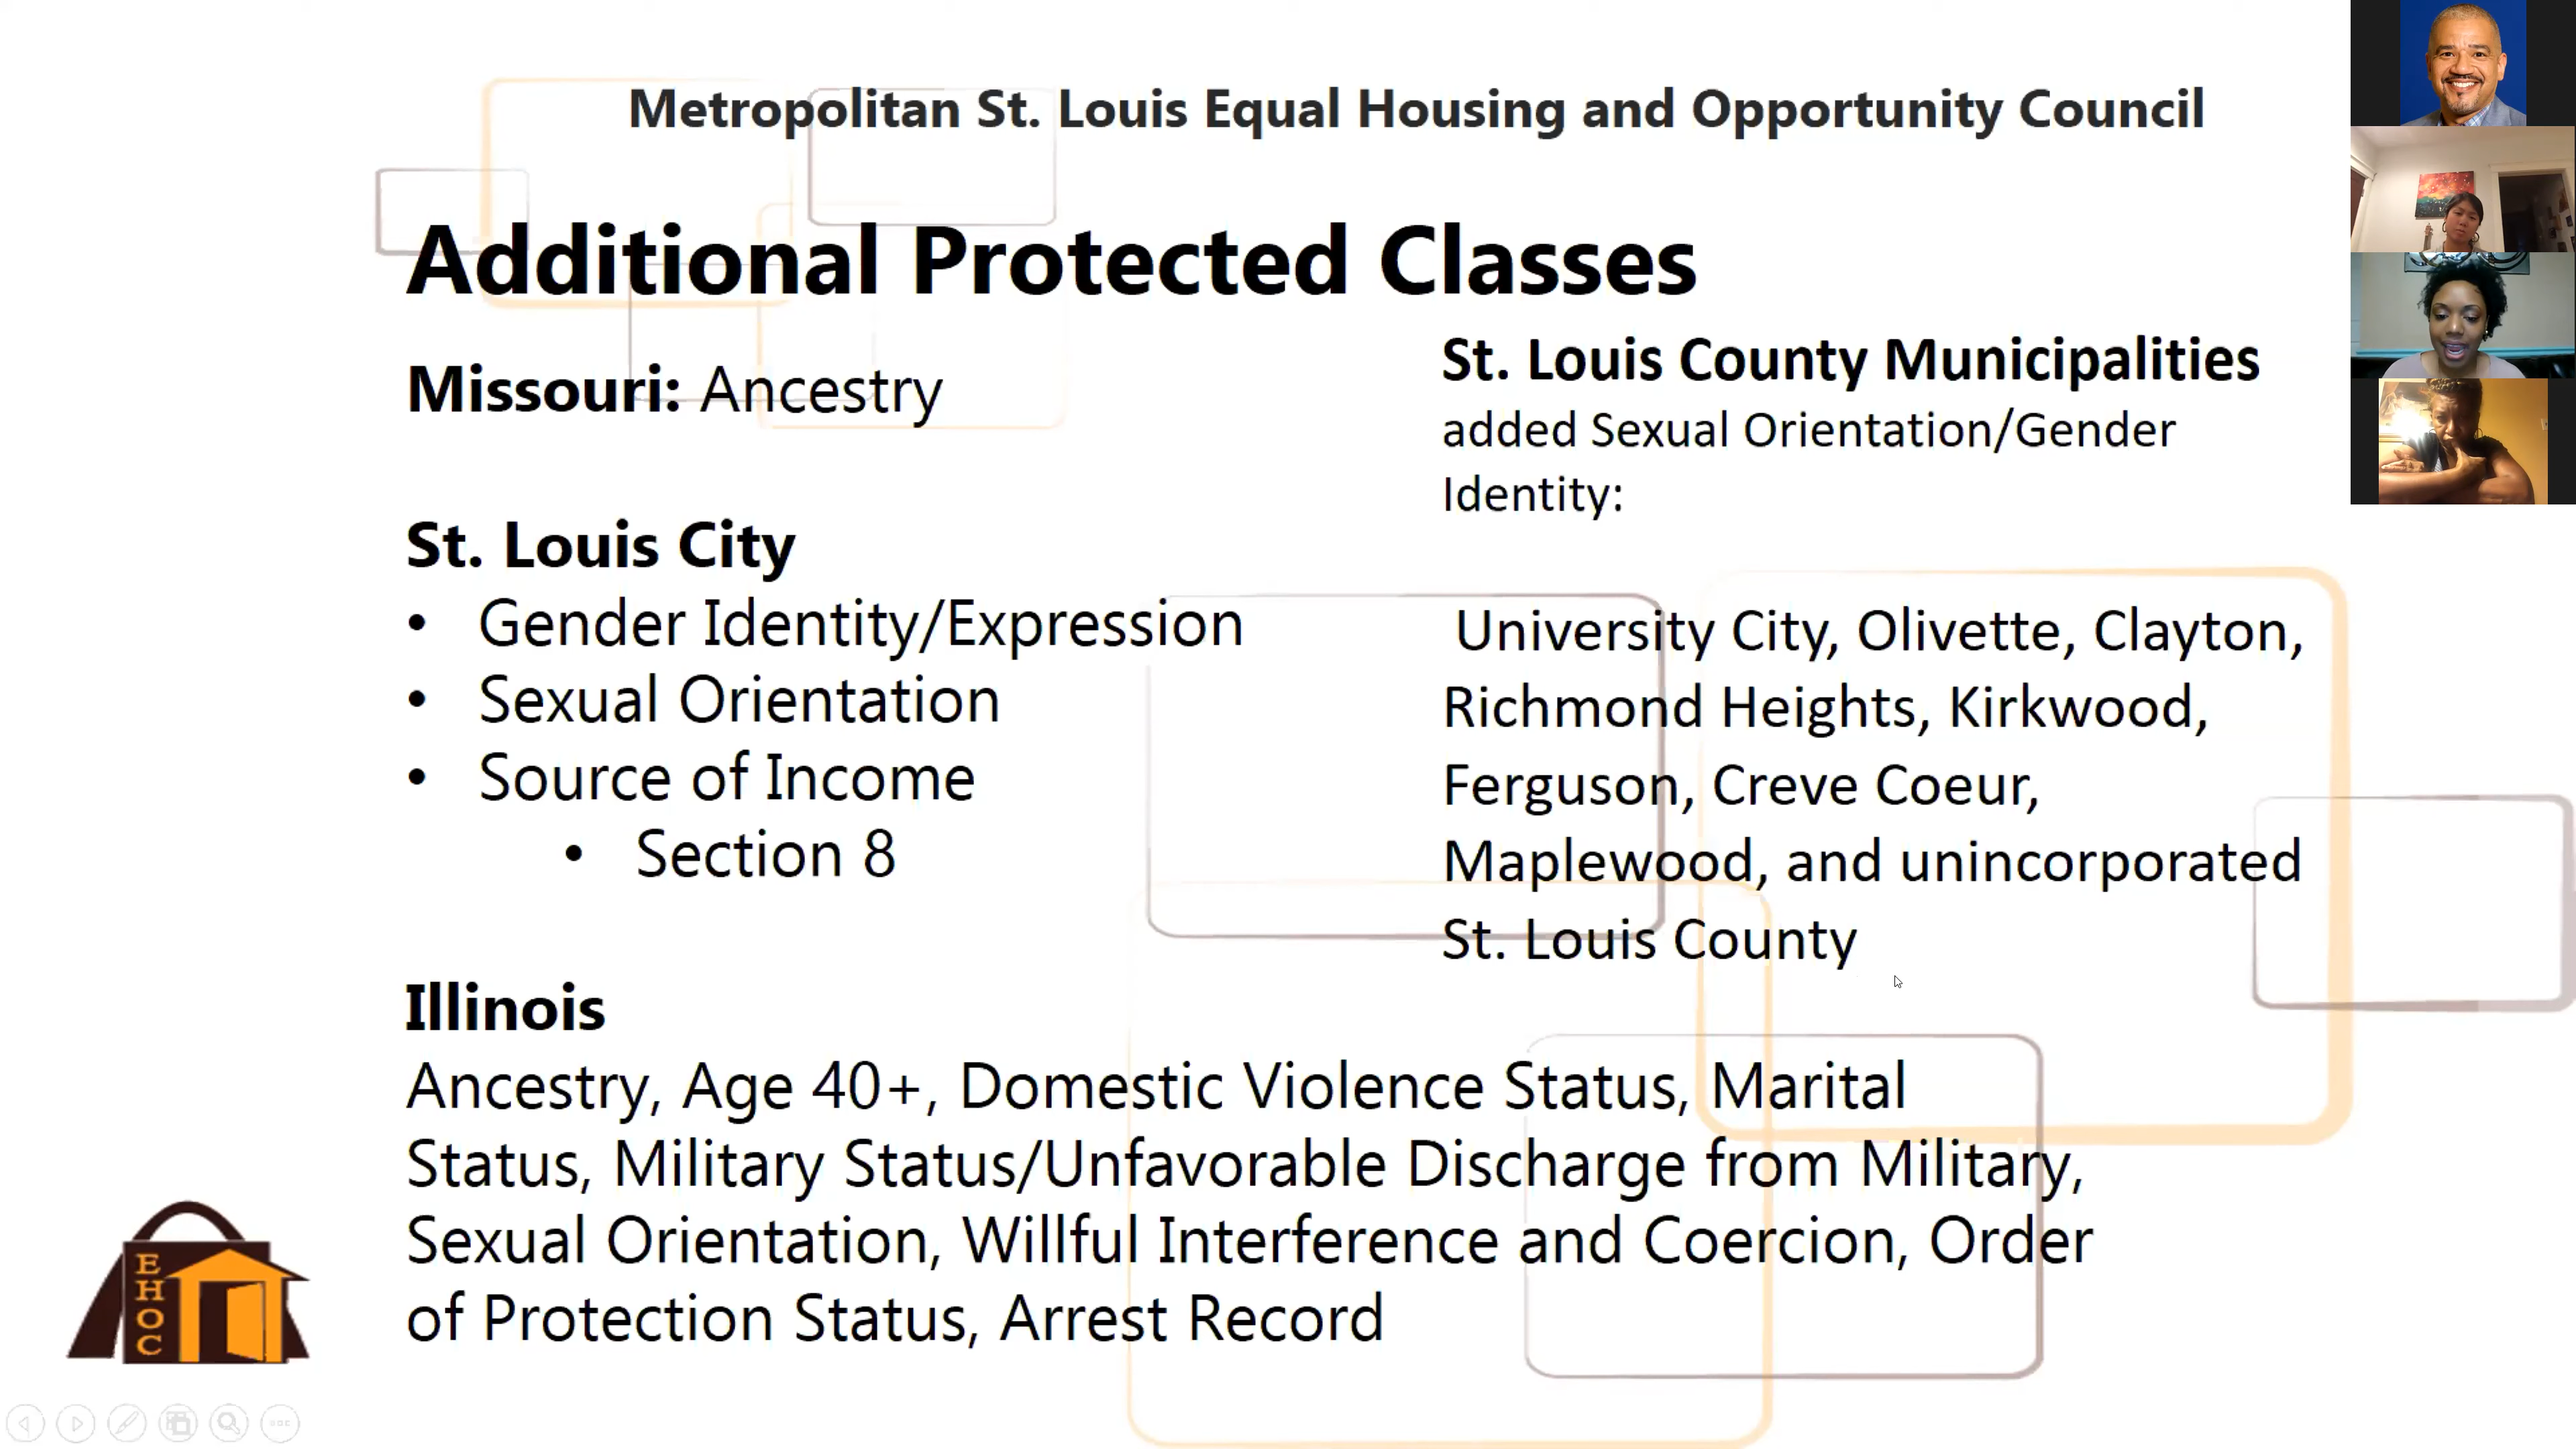 Metropolitan St. Louis Equal Housing and Opportunity Council
Additional Protected Classes
Missouri: Ancestry
St. Louis City
• Gender Identity/Expression
• Sexual Orientation
• Source of Income
• Section 8
St. Louis County Municipalities
added Sexual Orientation/Gender
Identity:
University City, Olivette, Clayton,
Richmond Heights, Kirkwood,
Ferguson, Creve Coeur,
Maplewood, and unincorporated
St. Louis County
Illinois
Ancestry, Age 40+, Domestic Violence Status, Marital
Status, Military Status/Unfavorable Discharge from Military,
Sexual Orientation, Willful Interference and Coercion, Order
of Protection Status, Arrest Record
EHOC